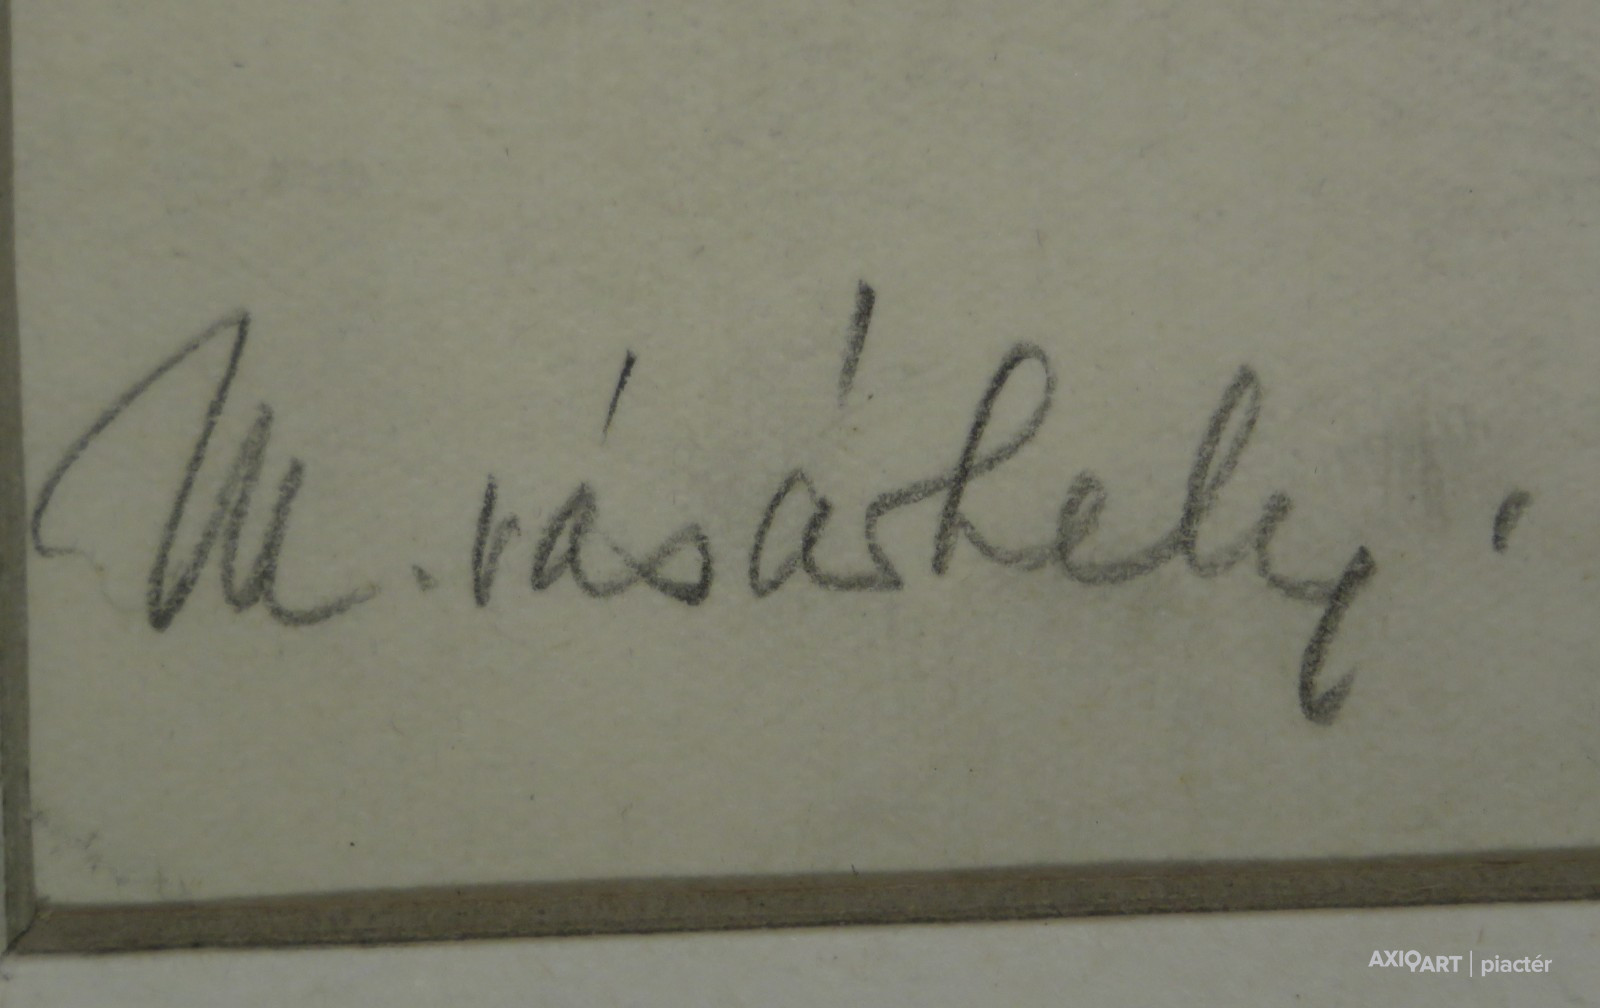 M. vásárhely.
AXIOART | piactér